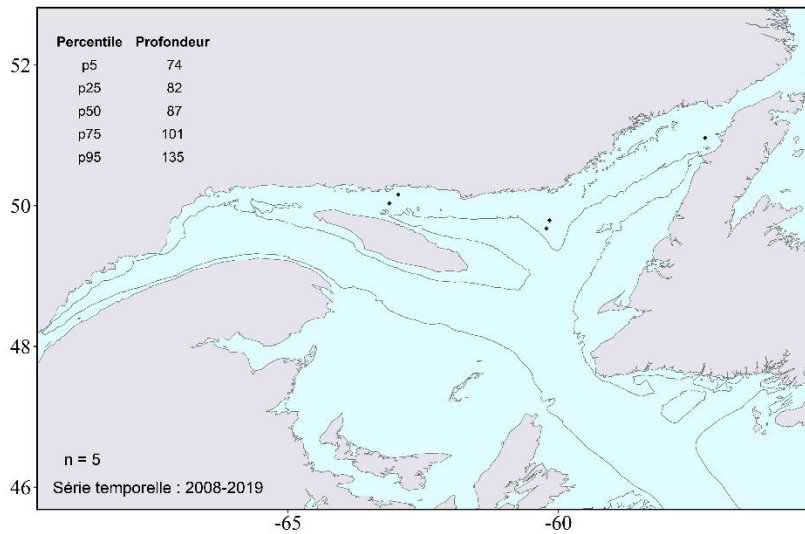 Percentile Profondeur
p5 74
p25 82
p50 87
p75 101
p95 135
n = 5
Série temporelle : 2008-2019
52
50
48
46
-65 -60